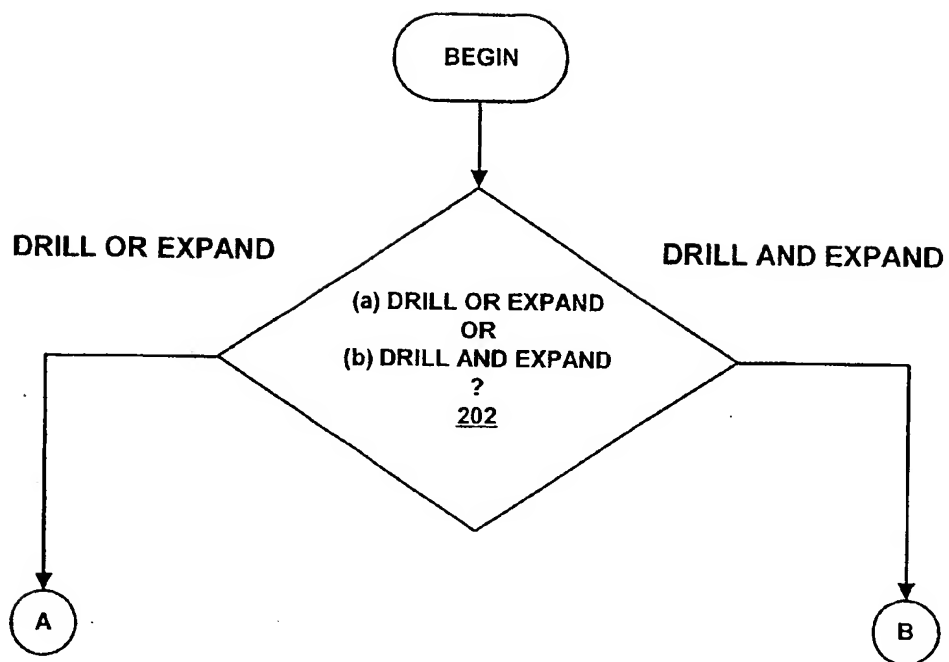 BEGIN
DRILL OR EXPAND
DRILL AND EXPAND
(a) DRILL OR EXPAND
OR
(b) DRILL AND EXPAND
?
202
A
B